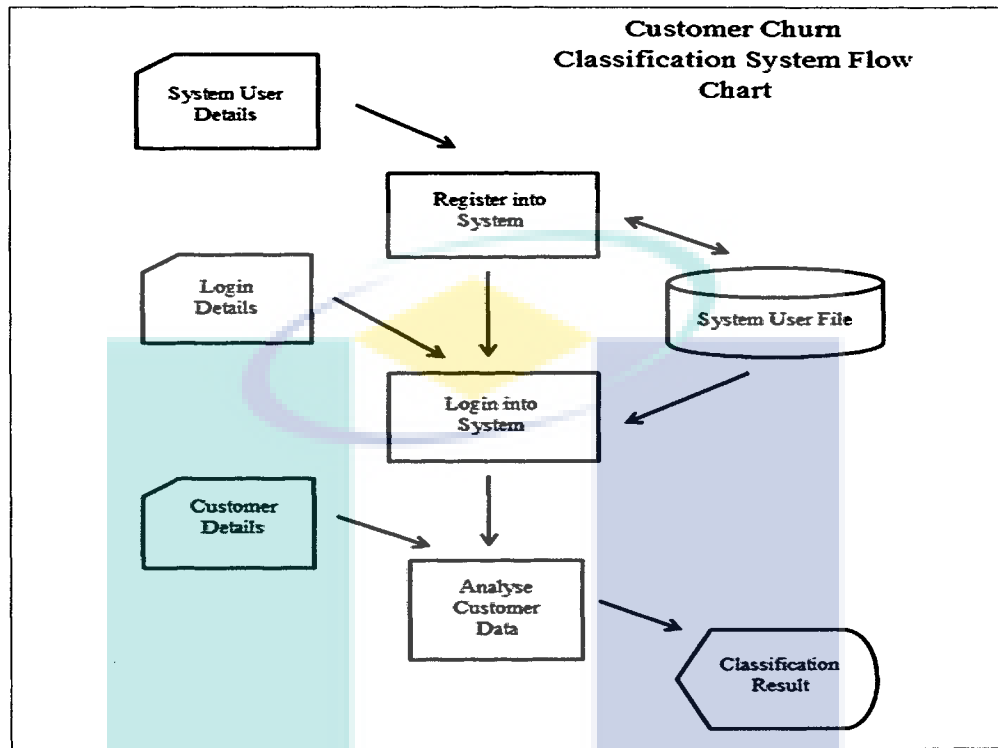 Customer Churn
Classification System Flow
Chart
System User
Details
Register into
System
Login
Details
System User File
Login into
System
Customer
Details
Analyse
Customer
Data
Classification
Result